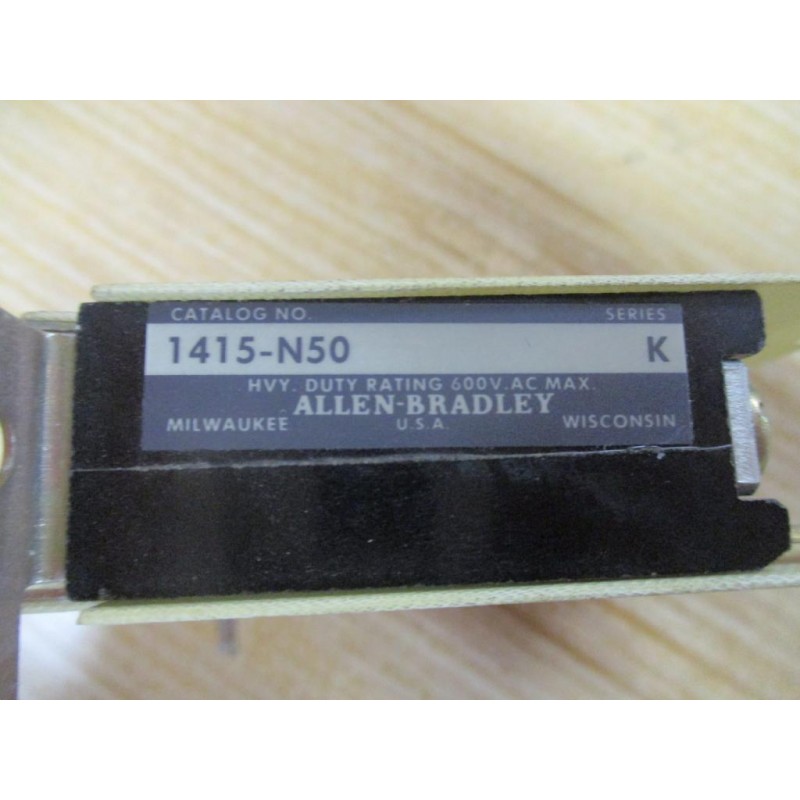 CATALOG NO. SERIES
1415-N50 K
HVY. DUTY RATING 600V. AC MAX.
ALLEN-BRADLEY
MILWAUKEE U.S.A. WISCONSIN